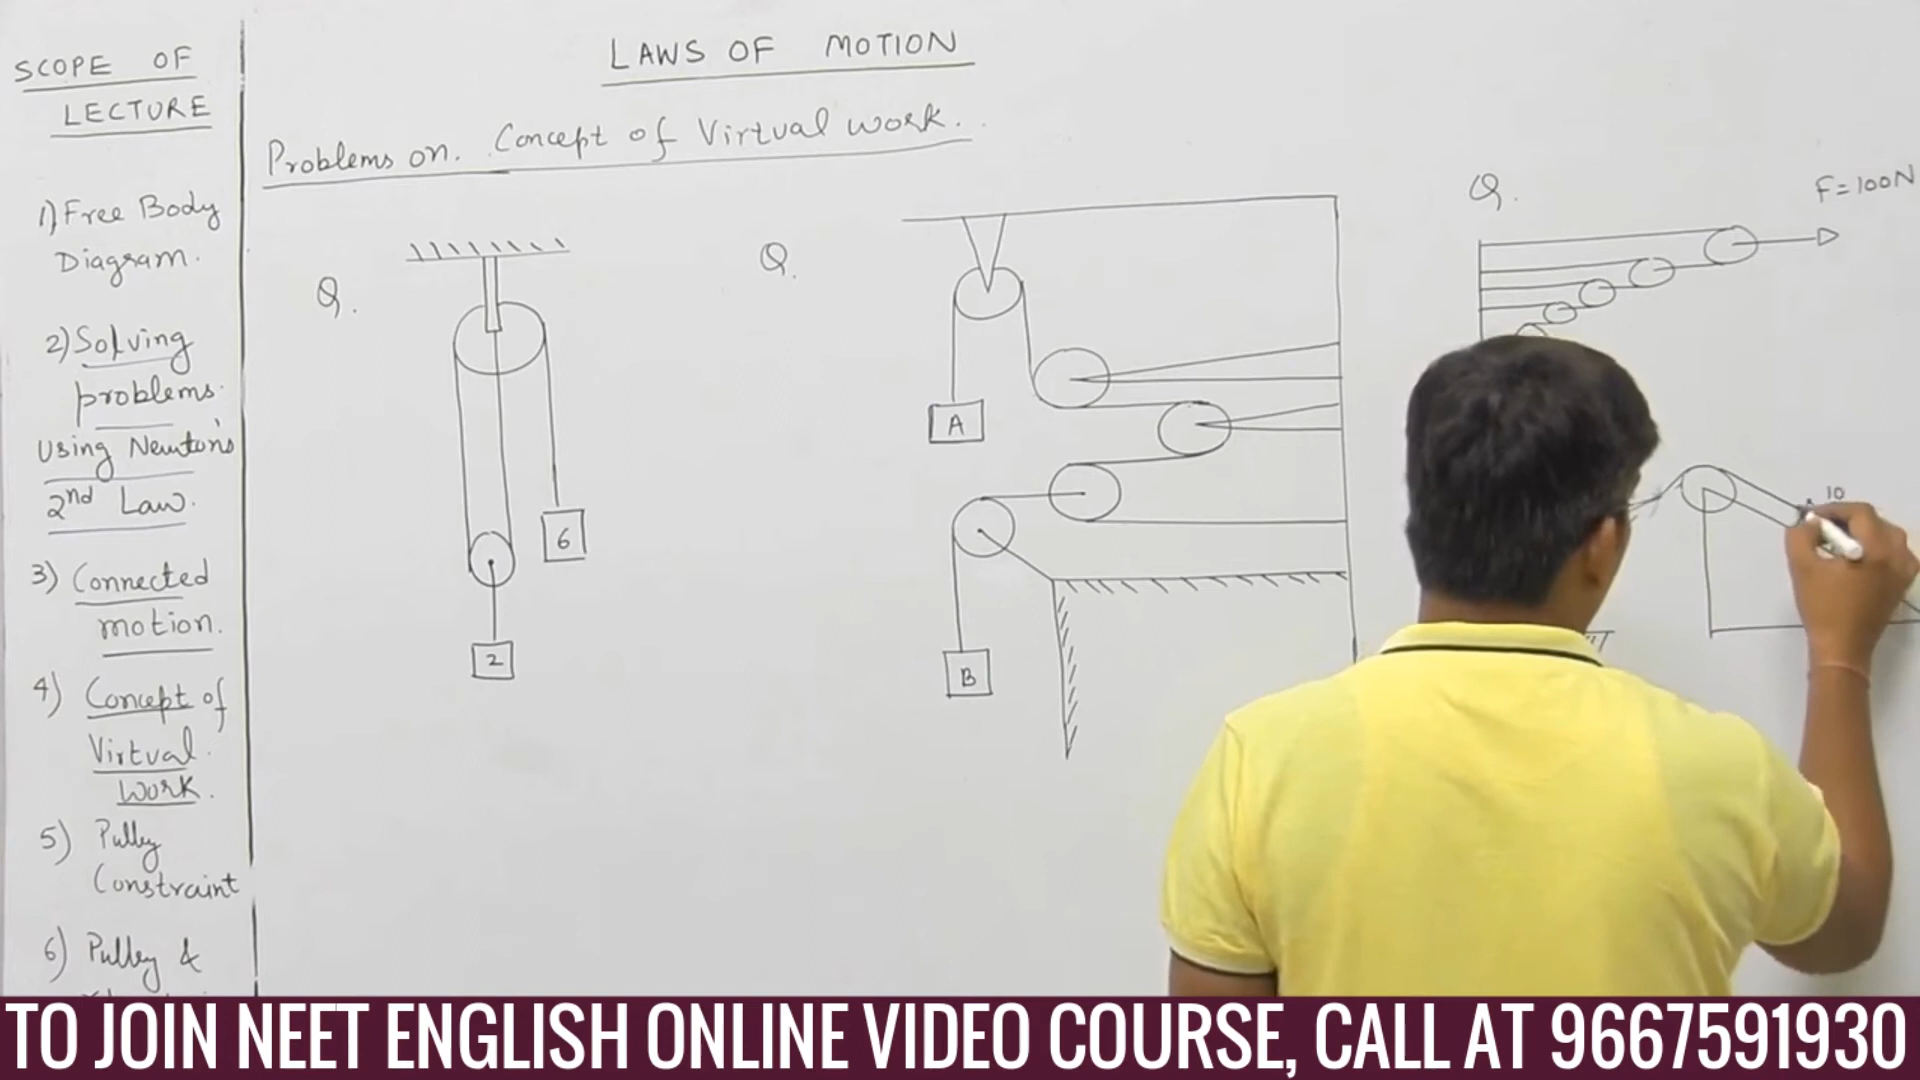 SCOPE OF
LECTURE
1) Free Body
Diagram.
2) Solving
problems.
Using Newton's
2nd Law.
3) Connected
motion.
4) Concept of
Virtual
Work.
5) Pully
Constraint
6) Pulley &
LAWS OF MOTION
Problems on. Concept of Virtual work.
Q.
6
2
Q.
A
B
Q.
F=100N
10
TO JOIN NEET ENGLISH ONLINE VIDEO COURSE, CALL AT 9667591930